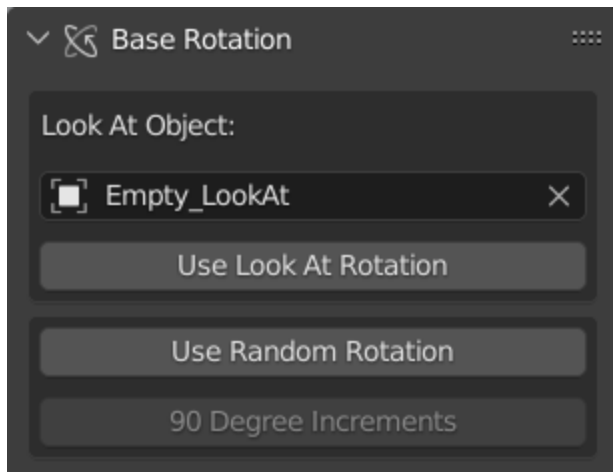 Base Rotation
Look At Object:
Empty_LookAt
Use Look At Rotation
Use Random Rotation
90 Degree Increments